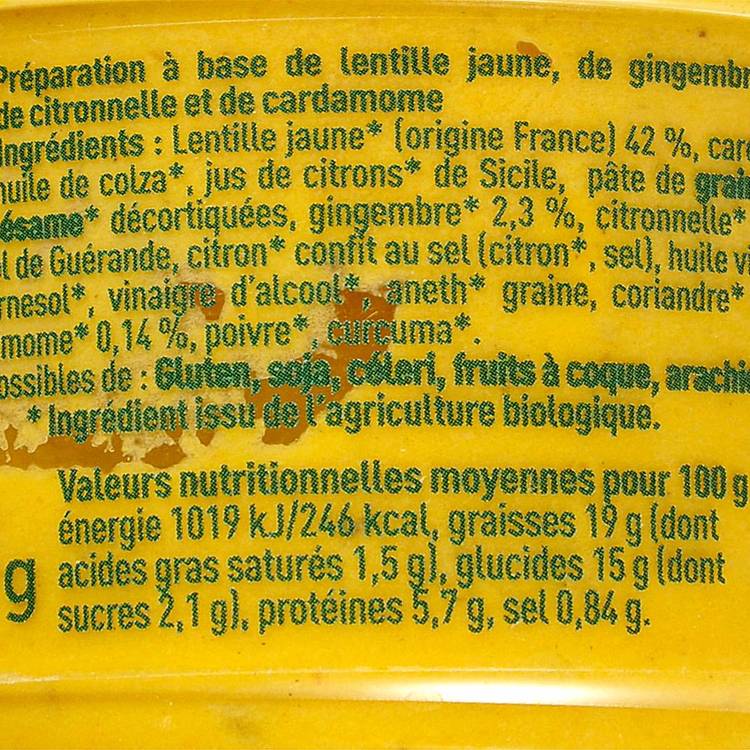 Préparation à base de lentille jaune, de gingembr
de citronnelle et de cardamome
Ingrédients : Lentille jaune* (origine France) 42 %, car
huile de colza*, jus de citrons* de Sicile, pâte de grai
ésame* décortiquées, gingembre* 2,3 %, citronnelle*
l de Guérande, citron* confit au sel (citron*, sel), huile vi
rnesol*, vinaigre d'alcool*, aneth* graine, coriandre*
mome* 0,14 %, poivre*, curcuma*.
ossibles de : Gluten, soja, céleri, fruits à coque, arachi
* Ingrédient issu de l'agriculture biologique.
Valeurs nutritionnelles moyennes pour 100 g
énergie 1019 kJ/246 kcal, graisses 19 g (dont
acides gras saturés 1,5 g), glucides 15 g (dont
sucres 2,1 g), protéines 5,7 g, sel 0,84 g.
g